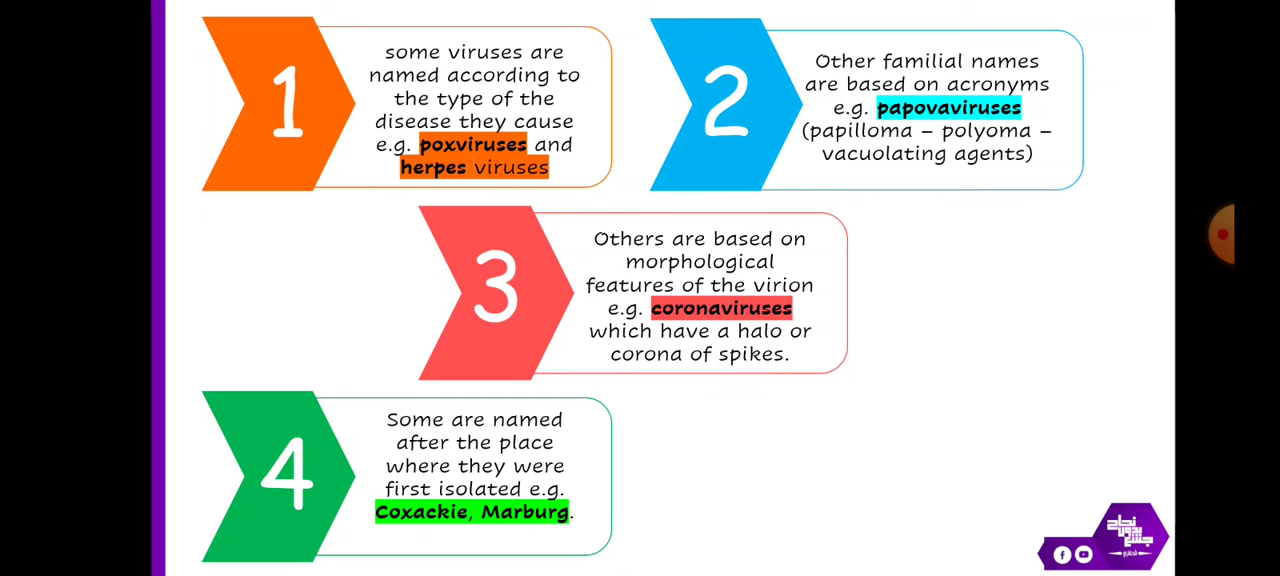 1
some viruses are
named according to
the type of the
disease they cause
e.g. poxviruses and
herpes viruses
2
Other familial names
are based on acronyms
e.g. papovaviruses
(papilloma – polyoma –
vacuolating agents)
3
Others are based on
morphological
features of the virion
e.g. coronaviruses
which have a halo or
corona of spikes.
4
Some are named
after the place
where they were
first isolated e.g.
Coxackie, Marburg.